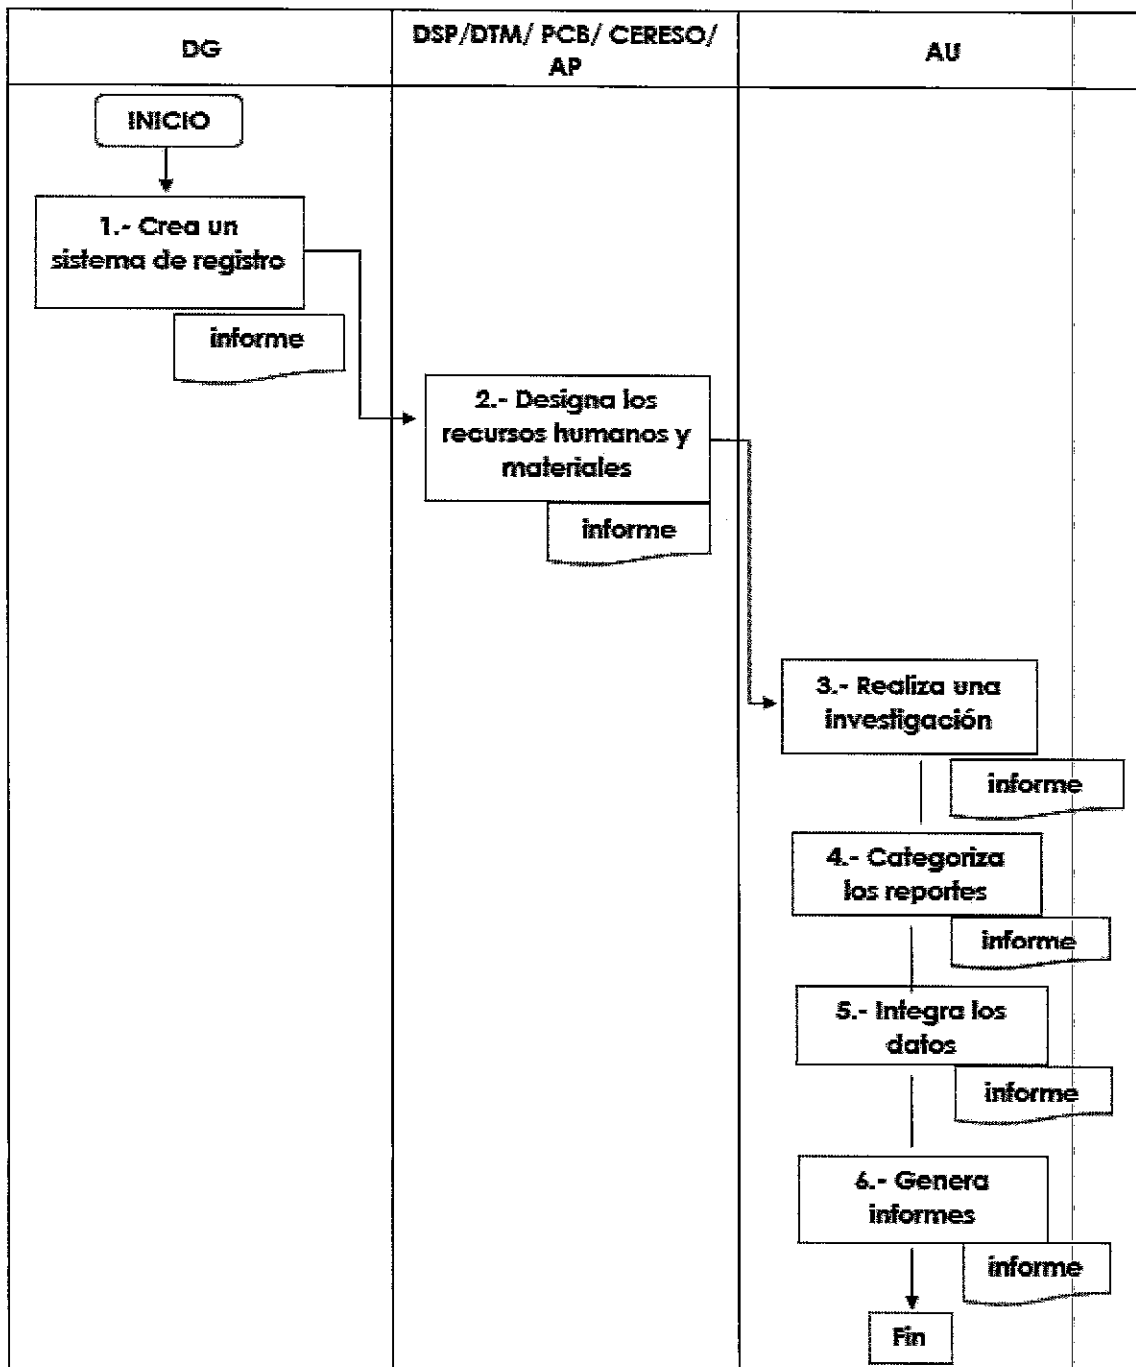 DG
DSP/DTM/ PCB/ CERESO/
AP
AU
INICIO
1.- Crea un
sistema de registro
informe
2.- Designa los
recursos humanos y
materiales
informe
3.- Realiza una
investigación
informe
4.- Categoriza
los reportes
informe
5.- Integra los
datos
informe
6.- Genera
informes
informe
Fin